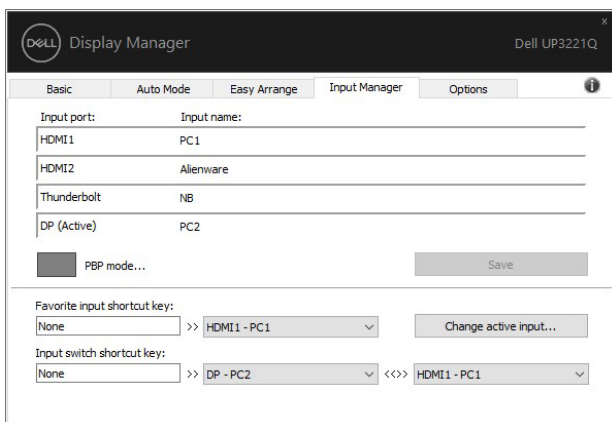 x
DELL Display Manager Dell UP3221Q
Basic Auto Mode Easy Arrange Input Manager Options i
Input port: Input name:
HDMI1 PC1
HDMI2 Alienware
Thunderbolt NB
DP (Active) PC2
PBP mode... Save
Favorite input shortcut key:
None >> HDMI1 - PC1 Change active input...
Input switch shortcut key:
None >> DP - PC2 <<>> HDMI1 - PC1